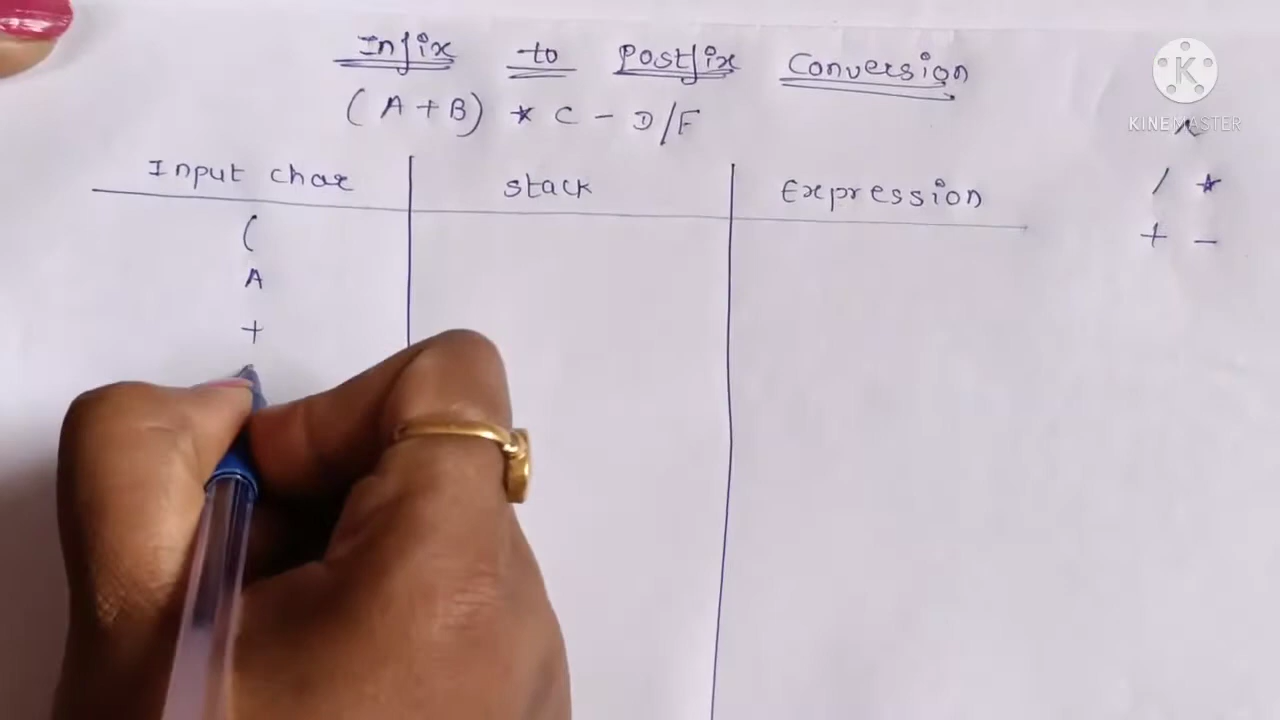 Infix to Postfix Conversion
(A+B) * C - D/F
Input char stack Expression
^
/ *
+ -
(
A
+
KINEMASTER